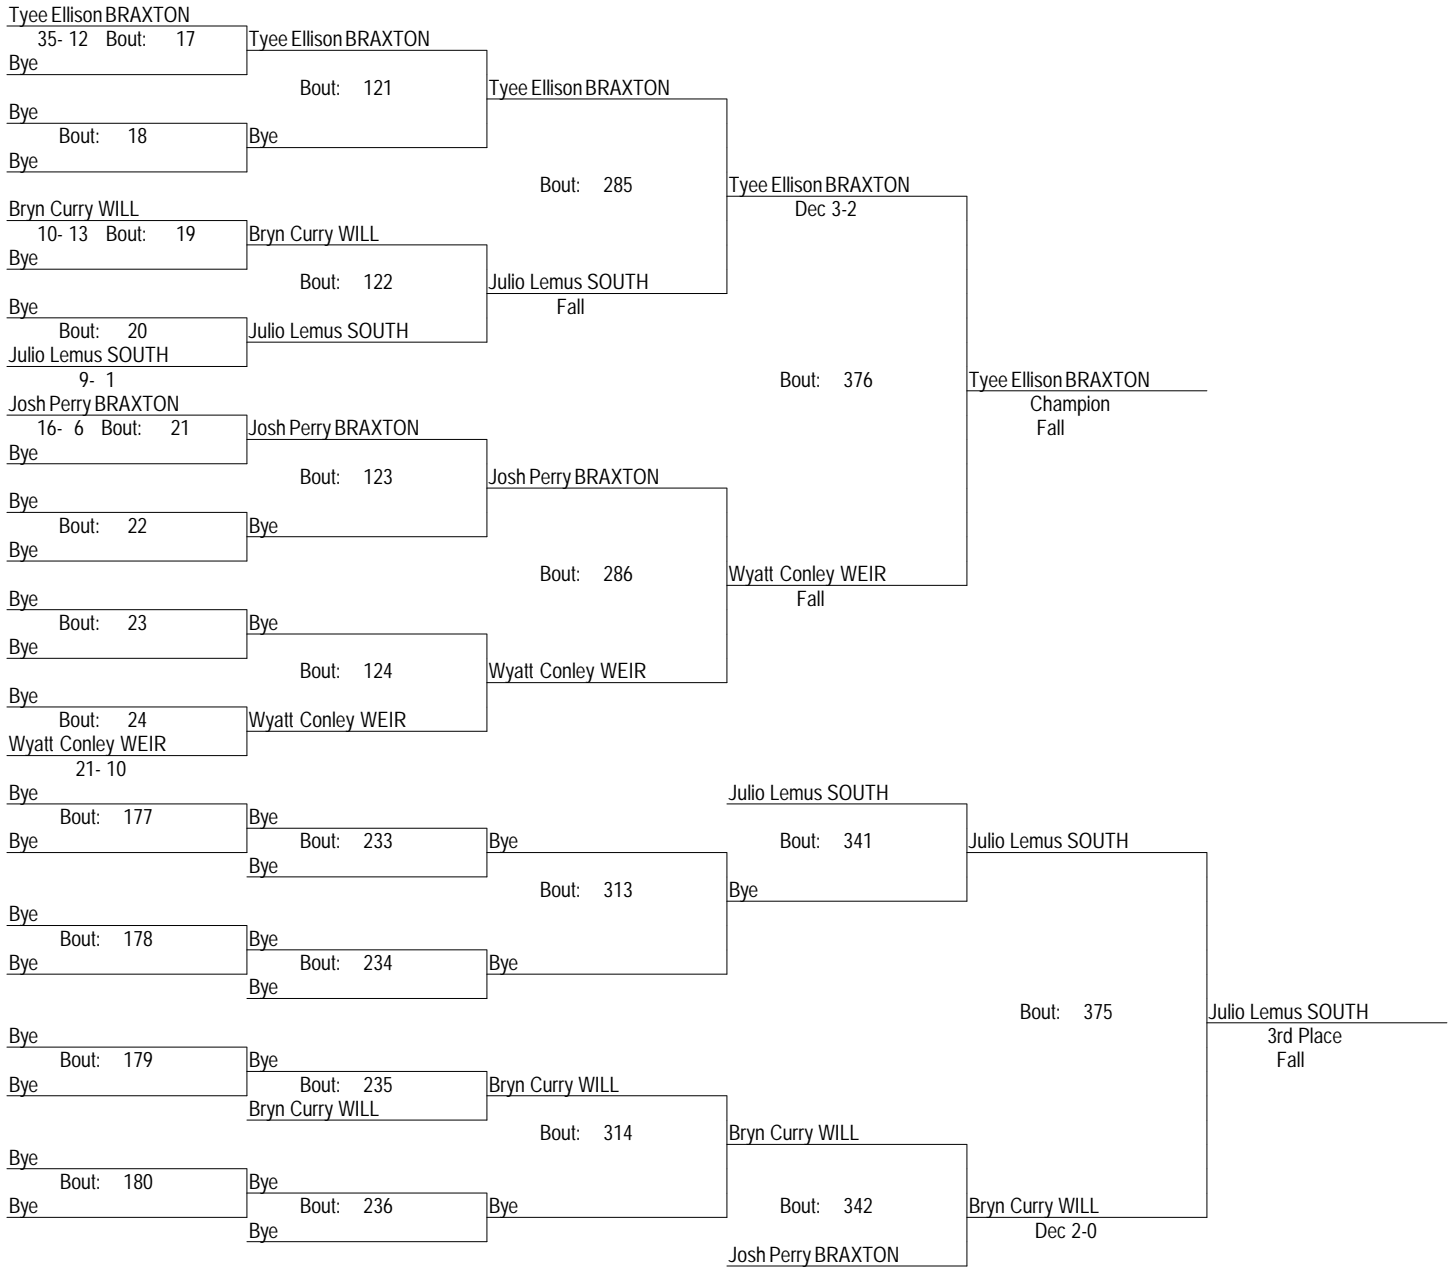 Tyee Ellison BRAXTON
35- 12 Bout: 17
Tyee Ellison BRAXTON
Bye
Bout: 121
Tyee Ellison BRAXTON
Bye
Bout: 18
Bye
Bye
Bout: 285
Tyee Ellison BRAXTON
Dec 3-2
Bryn Curry WILL
10- 13 Bout: 19
Bryn Curry WILL
Bye
Bout: 122
Julio Lemus SOUTH
Fall
Bye
Bout: 20
Julio Lemus SOUTH
Julio Lemus SOUTH
9- 1
Bout: 376
Tyee Ellison BRAXTON
Champion
Fall
Josh Perry BRAXTON
16- 6 Bout: 21
Josh Perry BRAXTON
Bye
Bout: 123
Josh Perry BRAXTON
Bye
Bout: 22
Bye
Bye
Bout: 286
Wyatt Conley WEIR
Fall
Bye
Bout: 23
Bye
Bye
Bout: 124
Wyatt Conley WEIR
Bye
Bout: 24
Wyatt Conley WEIR
Wyatt Conley WEIR
21- 10
Bye
Bout: 177
Bye
Bye
Bout: 233
Bye
Bye
Julio Lemus SOUTH
Bout: 341
Julio Lemus SOUTH
Bout: 313
Bye
Bye
Bout: 178
Bye
Bye
Bout: 234
Bye
Bye
Bout: 375
Julio Lemus SOUTH
3rd Place
Fall
Bye
Bout: 179
Bye
Bye
Bout: 235
Bryn Curry WILL
Bryn Curry WILL
Bout: 314
Bryn Curry WILL
Bye
Bout: 180
Bye
Bye
Bout: 236
Bye
Bye
Bout: 342
Bryn Curry WILL
Dec 2-0
Josh Perry BRAXTON